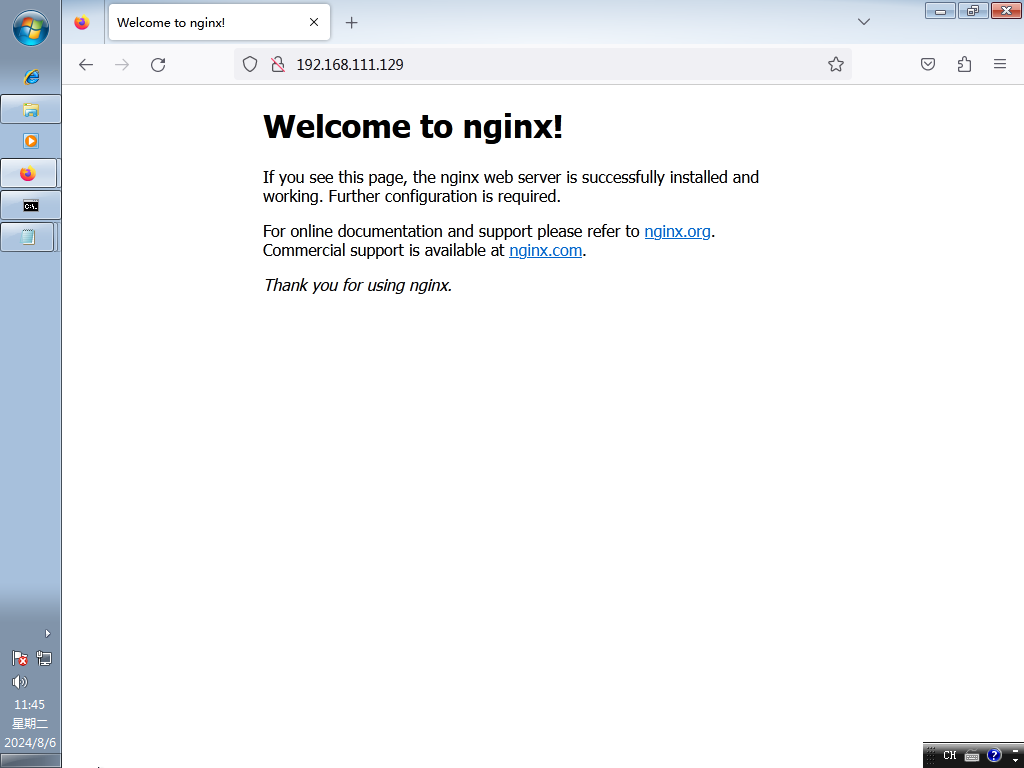 Welcome to nginx!
192.168.111.129
Welcome to nginx!
If you see this page, the nginx web server is successfully installed and
working. Further configuration is required.
For online documentation and support please refer to nginx.org.
Commercial support is available at nginx.com.
Thank you for using nginx.
C:\.
11:45
星期二
2024/8/6
CH